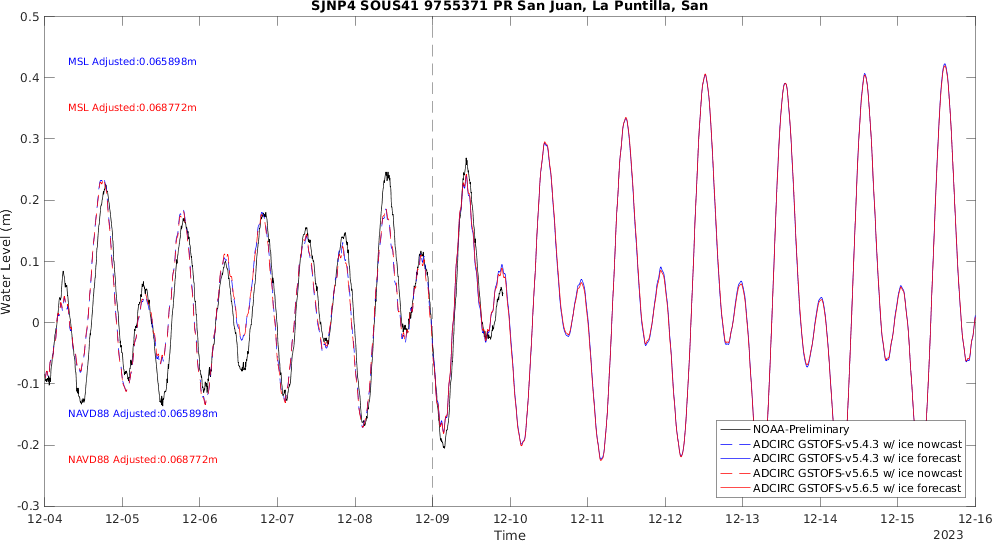 SJNP4 SOUS41 9755371 PR San Juan, La Puntilla, San
0.5
0.4
0.3
0.2
0.1
0
-0.1
-0.2
-0.3
Water Level (m)
MSL Adjusted:0.065898m
MSL Adjusted:0.068772m
NAVD88 Adjusted:0.065898m
NAVD88 Adjusted:0.068772m
NOAA-Preliminary
ADCIRC GSTOFS-v5.4.3 w/ ice nowcast
ADCIRC GSTOFS-v5.4.3 w/ ice forecast
ADCIRC GSTOFS-v5.6.5 w/ ice nowcast
ADCIRC GSTOFS-v5.6.5 w/ ice forecast
12-04 12-05 12-06 12-07 12-08 12-09 12-10 12-11 12-12 12-13 12-14 12-15 12-16
Time
2023